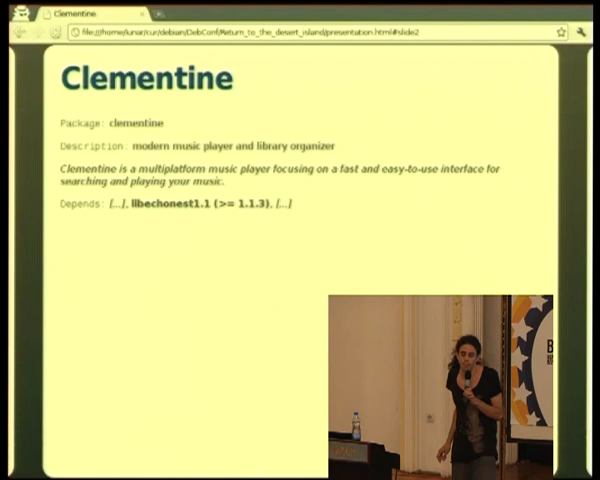 Clementine
file:///home/lunar/cur/debian/DebConf/Return_to_the_desert_island/presentation.html#slide2
Clementine
Package: clementine
Description: modern music player and library organizer
Clementine is a multiplatform music player focusing on a fast and easy-to-use interface for
searching and playing your music.
Depends: [...], libechonest1.1 (>= 1.1.3), [...]